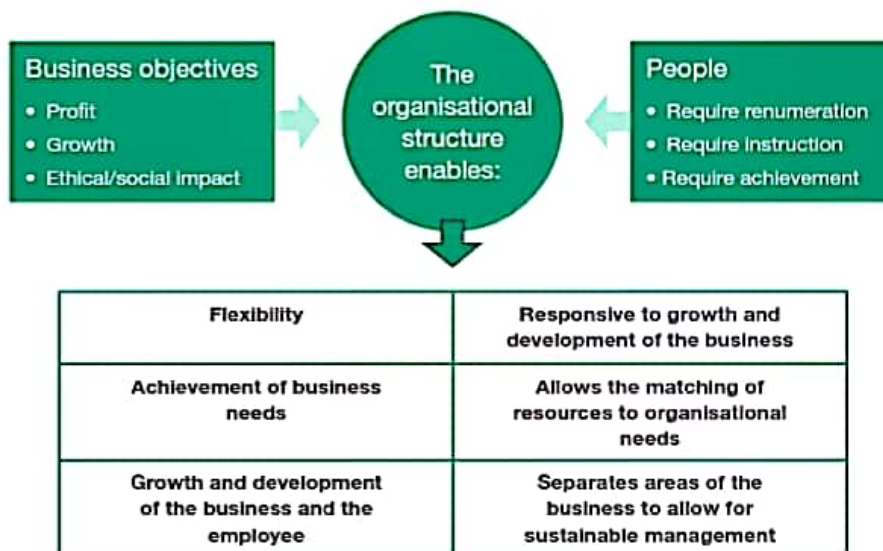 Business objectives
• Profit
• Growth
• Ethical/social impact
The
organisational
structure
enables:
People
• Require renumeration
• Require instruction
• Require achievement
Flexibility
Responsive to growth and
development of the business
Achievement of business
needs
Allows the matching of
resources to organisational
needs
Growth and development
of the business and the
employee
Separates areas of the
business to allow for
sustainable management